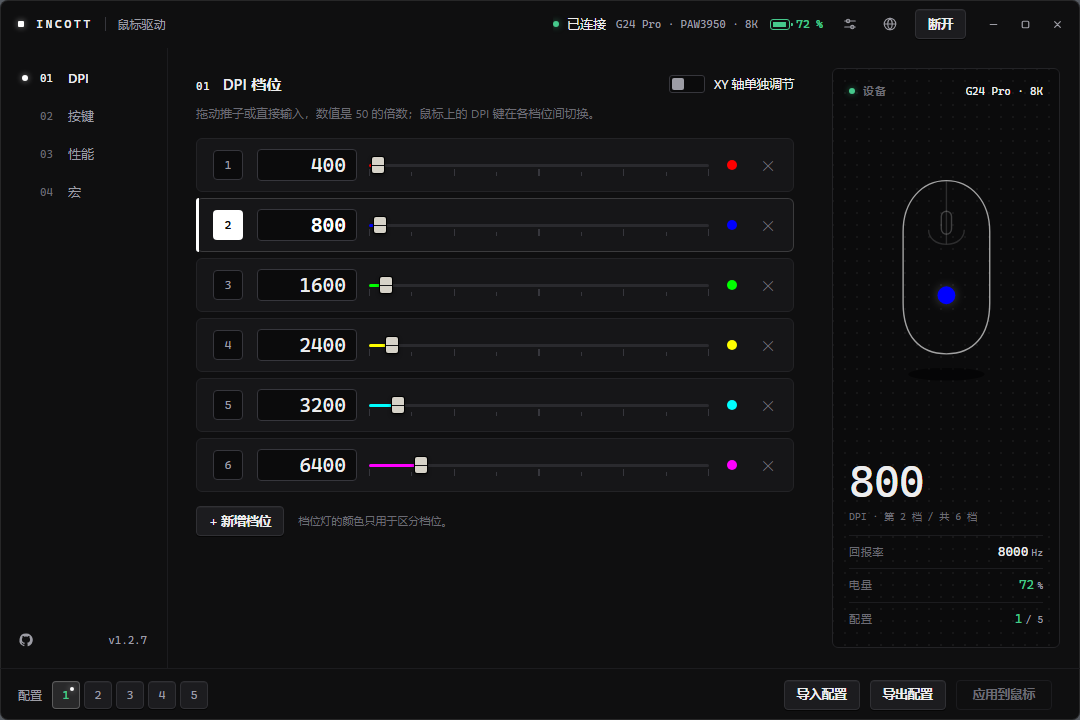 INCOTT 鼠标驱动
已连接 G24 Pro · PAW3950 · 8K 72 % 断开
01 DPI
02 按键
03 性能
04 宏
01 DPI 档位
XY 轴单独调节
拖动推子或直接输入，数值是 50 的倍数；鼠标上的 DPI 键在各档位间切换。
1 400
2 800
3 1600
4 2400
5 3200
6 6400
+ 新增档位 档位灯的颜色只用于区分档位。
设备 G24 Pro · 8K
800
DPI · 第 2 档 / 共 6 档
回报率 8000 Hz
电量 72 %
配置 1 / 5
v1.2.7
配置 1 2 3 4 5
导入配置 导出配置 应用到鼠标